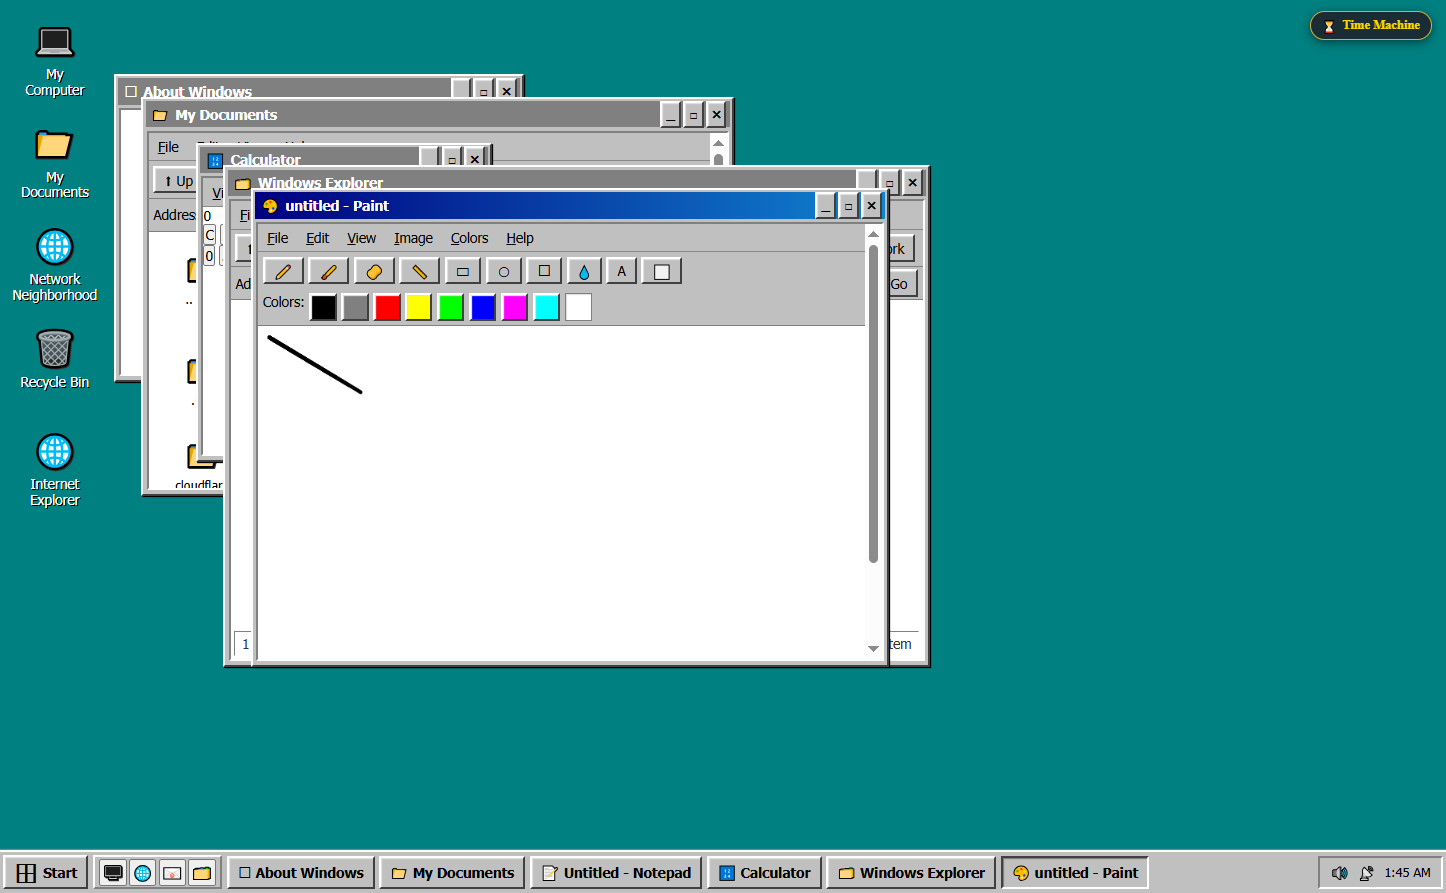 My
Computer
My
Documents
Network
Neighborhood
Recycle Bin
Internet
Explorer
Time Machine
About Windows
My Documents
File
Up
Calculator
0
C
0
Windows Explorer
Go
1
untitled - Paint
File Edit View Image Colors Help
A
Colors:
..
.
Start
About Windows
My Documents
Untitled - Notepad
Calculator
Windows Explorer
untitled - Paint
1:45 AM